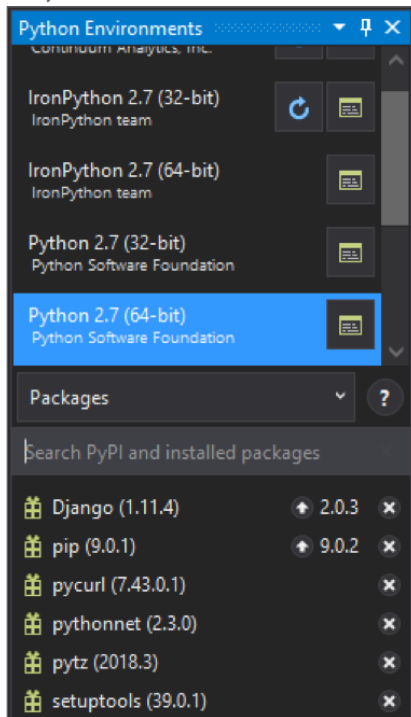 Python Environments
Continuum Analytics, Inc.
IronPython 2.7 (32-bit)
IronPython team
IronPython 2.7 (64-bit)
IronPython team
Python 2.7 (32-bit)
Python Software Foundation
Python 2.7 (64-bit)
Python Software Foundation
Packages ?
Search PyPI and installed packages
Django (1.11.4) 2.0.3
pip (9.0.1) 9.0.2
pycurl (7.43.0.1)
pythonnet (2.3.0)
pytz (2018.3)
setuptools (39.0.1)